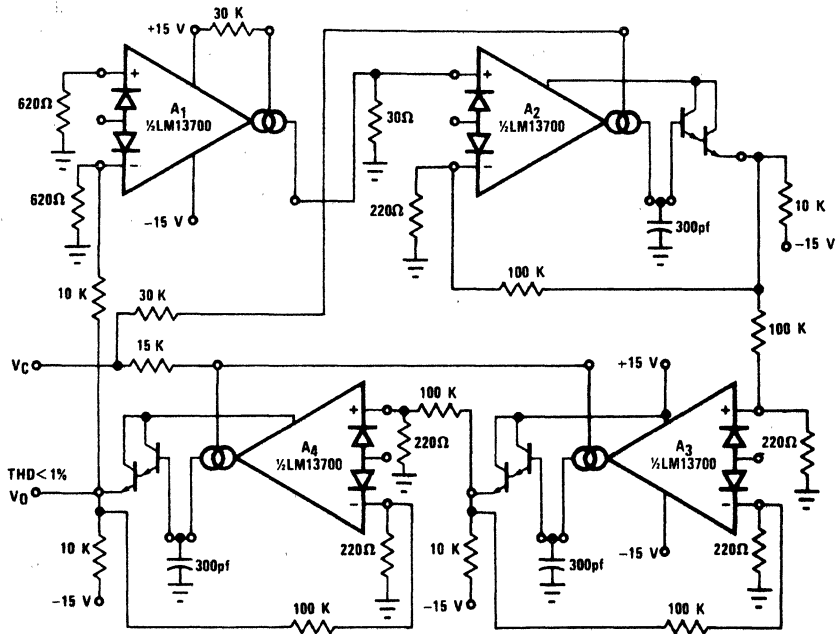 30 K
+15 V
620Ω
+
A1
½LM13700
−
620Ω
−15 V
30Ω
+
A2
½LM13700
−
220Ω
300pf
10 K
−15 V
100 K
10 K
30 K
100 K
15 K
VC
+15 V
100 K
+
A4
½LM13700
−
220Ω
+
A3
½LM13700
−
220Ω
THD<1%
VO
10 K
300pf
220Ω
10 K
300pf
−15 V
220Ω
−15 V
−15 V
100 K
100 K